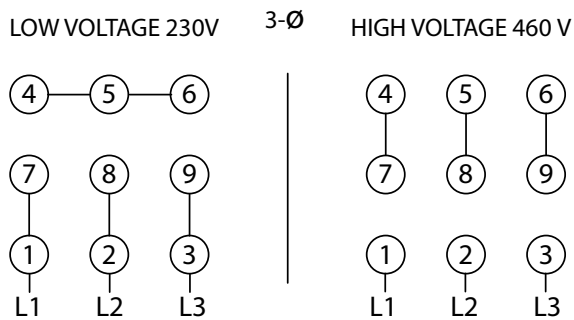 LOW VOLTAGE 230V 3-Ø HIGH VOLTAGE 460 V
4 5 6 4 5 6
7 8 9 7 8 9
1 2 3 1 2 3
L1 L2 L3 L1 L2 L3